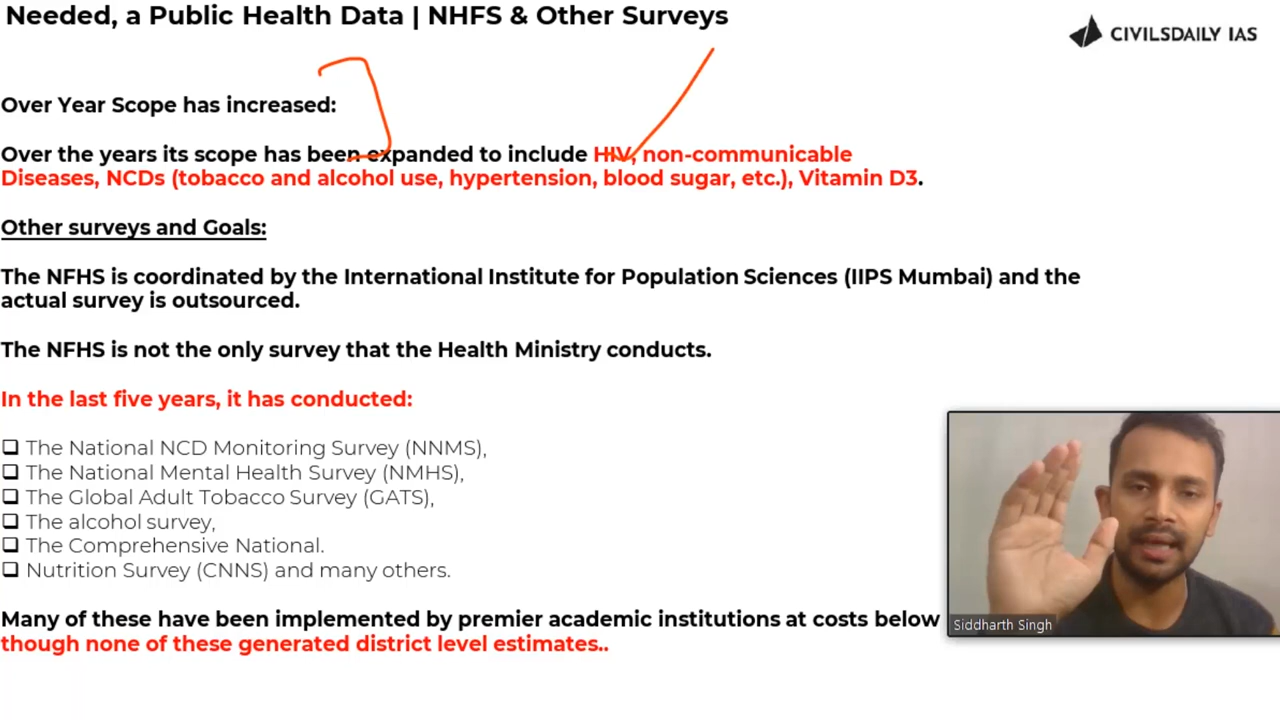 Needed, a Public Health Data | NHFS & Other Surveys
CIVILSDAILY IAS
Over Year Scope has increased:
Over the years its scope has been expanded to include HIV, non-communicable
Diseases, NCDs (tobacco and alcohol use, hypertension, blood sugar, etc.), Vitamin D3.
Other surveys and Goals:
The NFHS is coordinated by the International Institute for Population Sciences (IIPS Mumbai) and the
actual survey is outsourced.
The NFHS is not the only survey that the Health Ministry conducts.
In the last five years, it has conducted:
❑ The National NCD Monitoring Survey (NNMS),
❑ The National Mental Health Survey (NMHS),
❑ The Global Adult Tobacco Survey (GATS),
❑ The alcohol survey,
❑ The Comprehensive National.
❑ Nutrition Survey (CNNS) and many others.
Many of these have been implemented by premier academic institutions at costs below
though none of these generated district level estimates..
Siddharth Singh